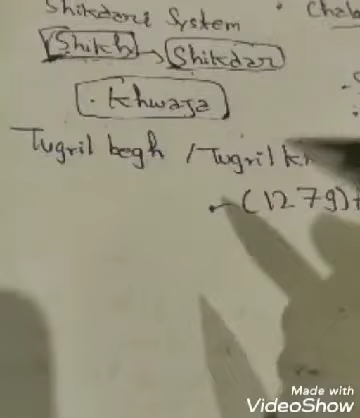 Shikdari System
Shikh → Shikdar
• Khwaja
Tugril begh / Tugril
(1279)
Made with
VideoShow